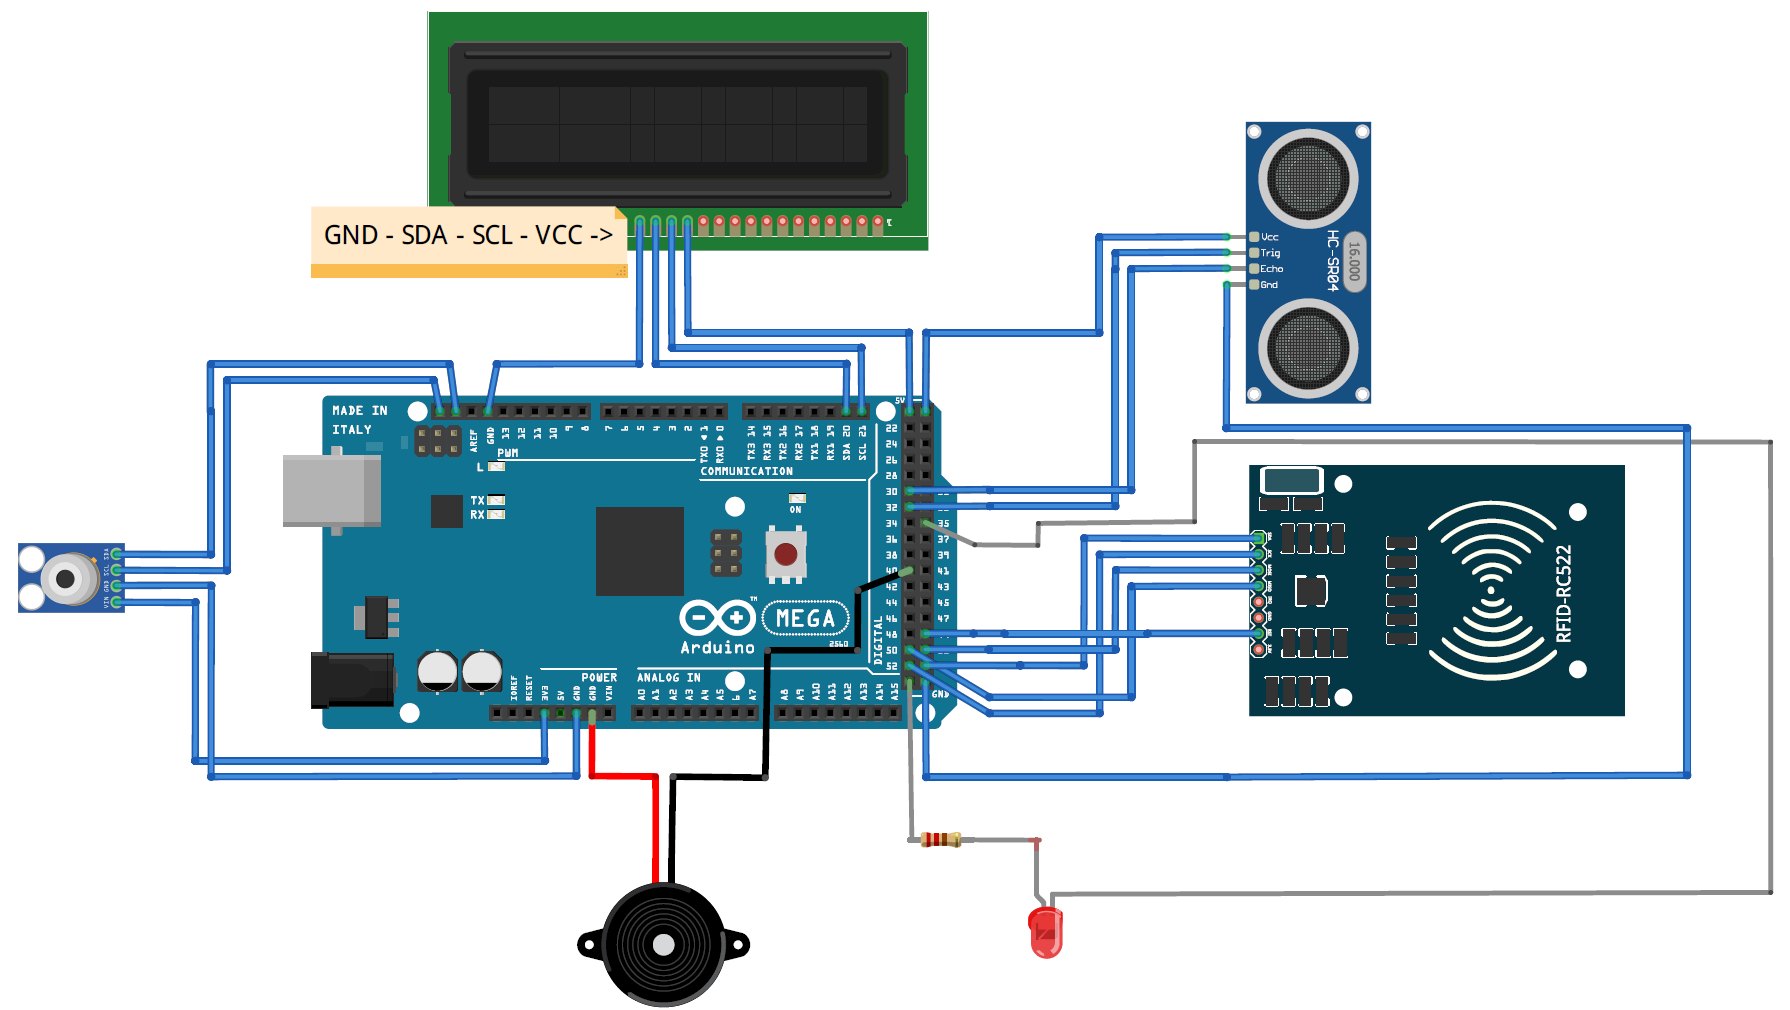 GND - SDA - SCL - VCC ->
1
Vcc
Trig
Echo
Gnd
HC-SR04
16.000
MADE IN
ITALY
AREF
GND
13
12
11
10
9
8
7
6
5
4
3
2
TX0 1
RX0 0
TX3 14
RX3 15
TX2 16
RX2 17
TX1 18
RX1 19
SDA 20
SCL 21
PWM
L
COMMUNICATION
TX
RX
ON
5V
22
24
26
28
30
32
34
35
36
37
38
39
40
41
42
43
44
45
46
47
48
50
52
GND
DIGITAL
TM
MEGA
2560
Arduino
POWER
ANALOG IN
IOREF
RESET
3V3
5V
GND
GND
VIN
A0
A1
A2
A3
A4
A5
6
A7
A8
A9
A10
A11
A12
A13
A14
A15
SDA
SCL
GND
VIN
RFID-RC522